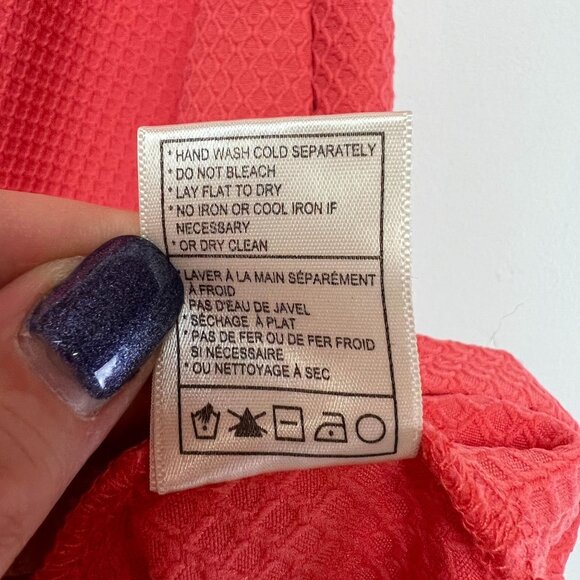 * HAND WASH COLD SEPARATELY
* DO NOT BLEACH
* LAY FLAT TO DRY
* NO IRON OR COOL IRON IF
NECESSARY
* OR DRY CLEAN
* LAVER À LA MAIN SÉPARÉMENT
À FROID
PAS D'EAU DE JAVEL
* SÉCHAGE À PLAT
* PAS DE FER OU DE FER FROID
SI NÉCESSAIRE
* OU NETTOYAGE À SEC